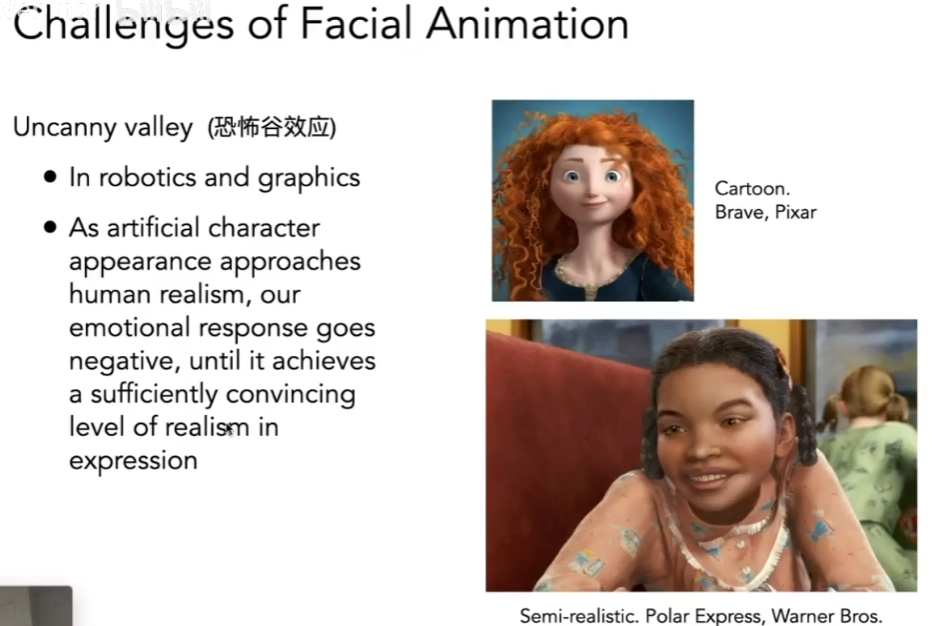 Challenges of Facial Animation
Uncanny valley (恐怖谷效应)
• In robotics and graphics
• As artificial character
appearance approaches
human realism, our
emotional response goes
negative, until it achieves
a sufficiently convincing
level of realism in
expression
Cartoon.
Brave, Pixar
Semi-realistic. Polar Express, Warner Bros.